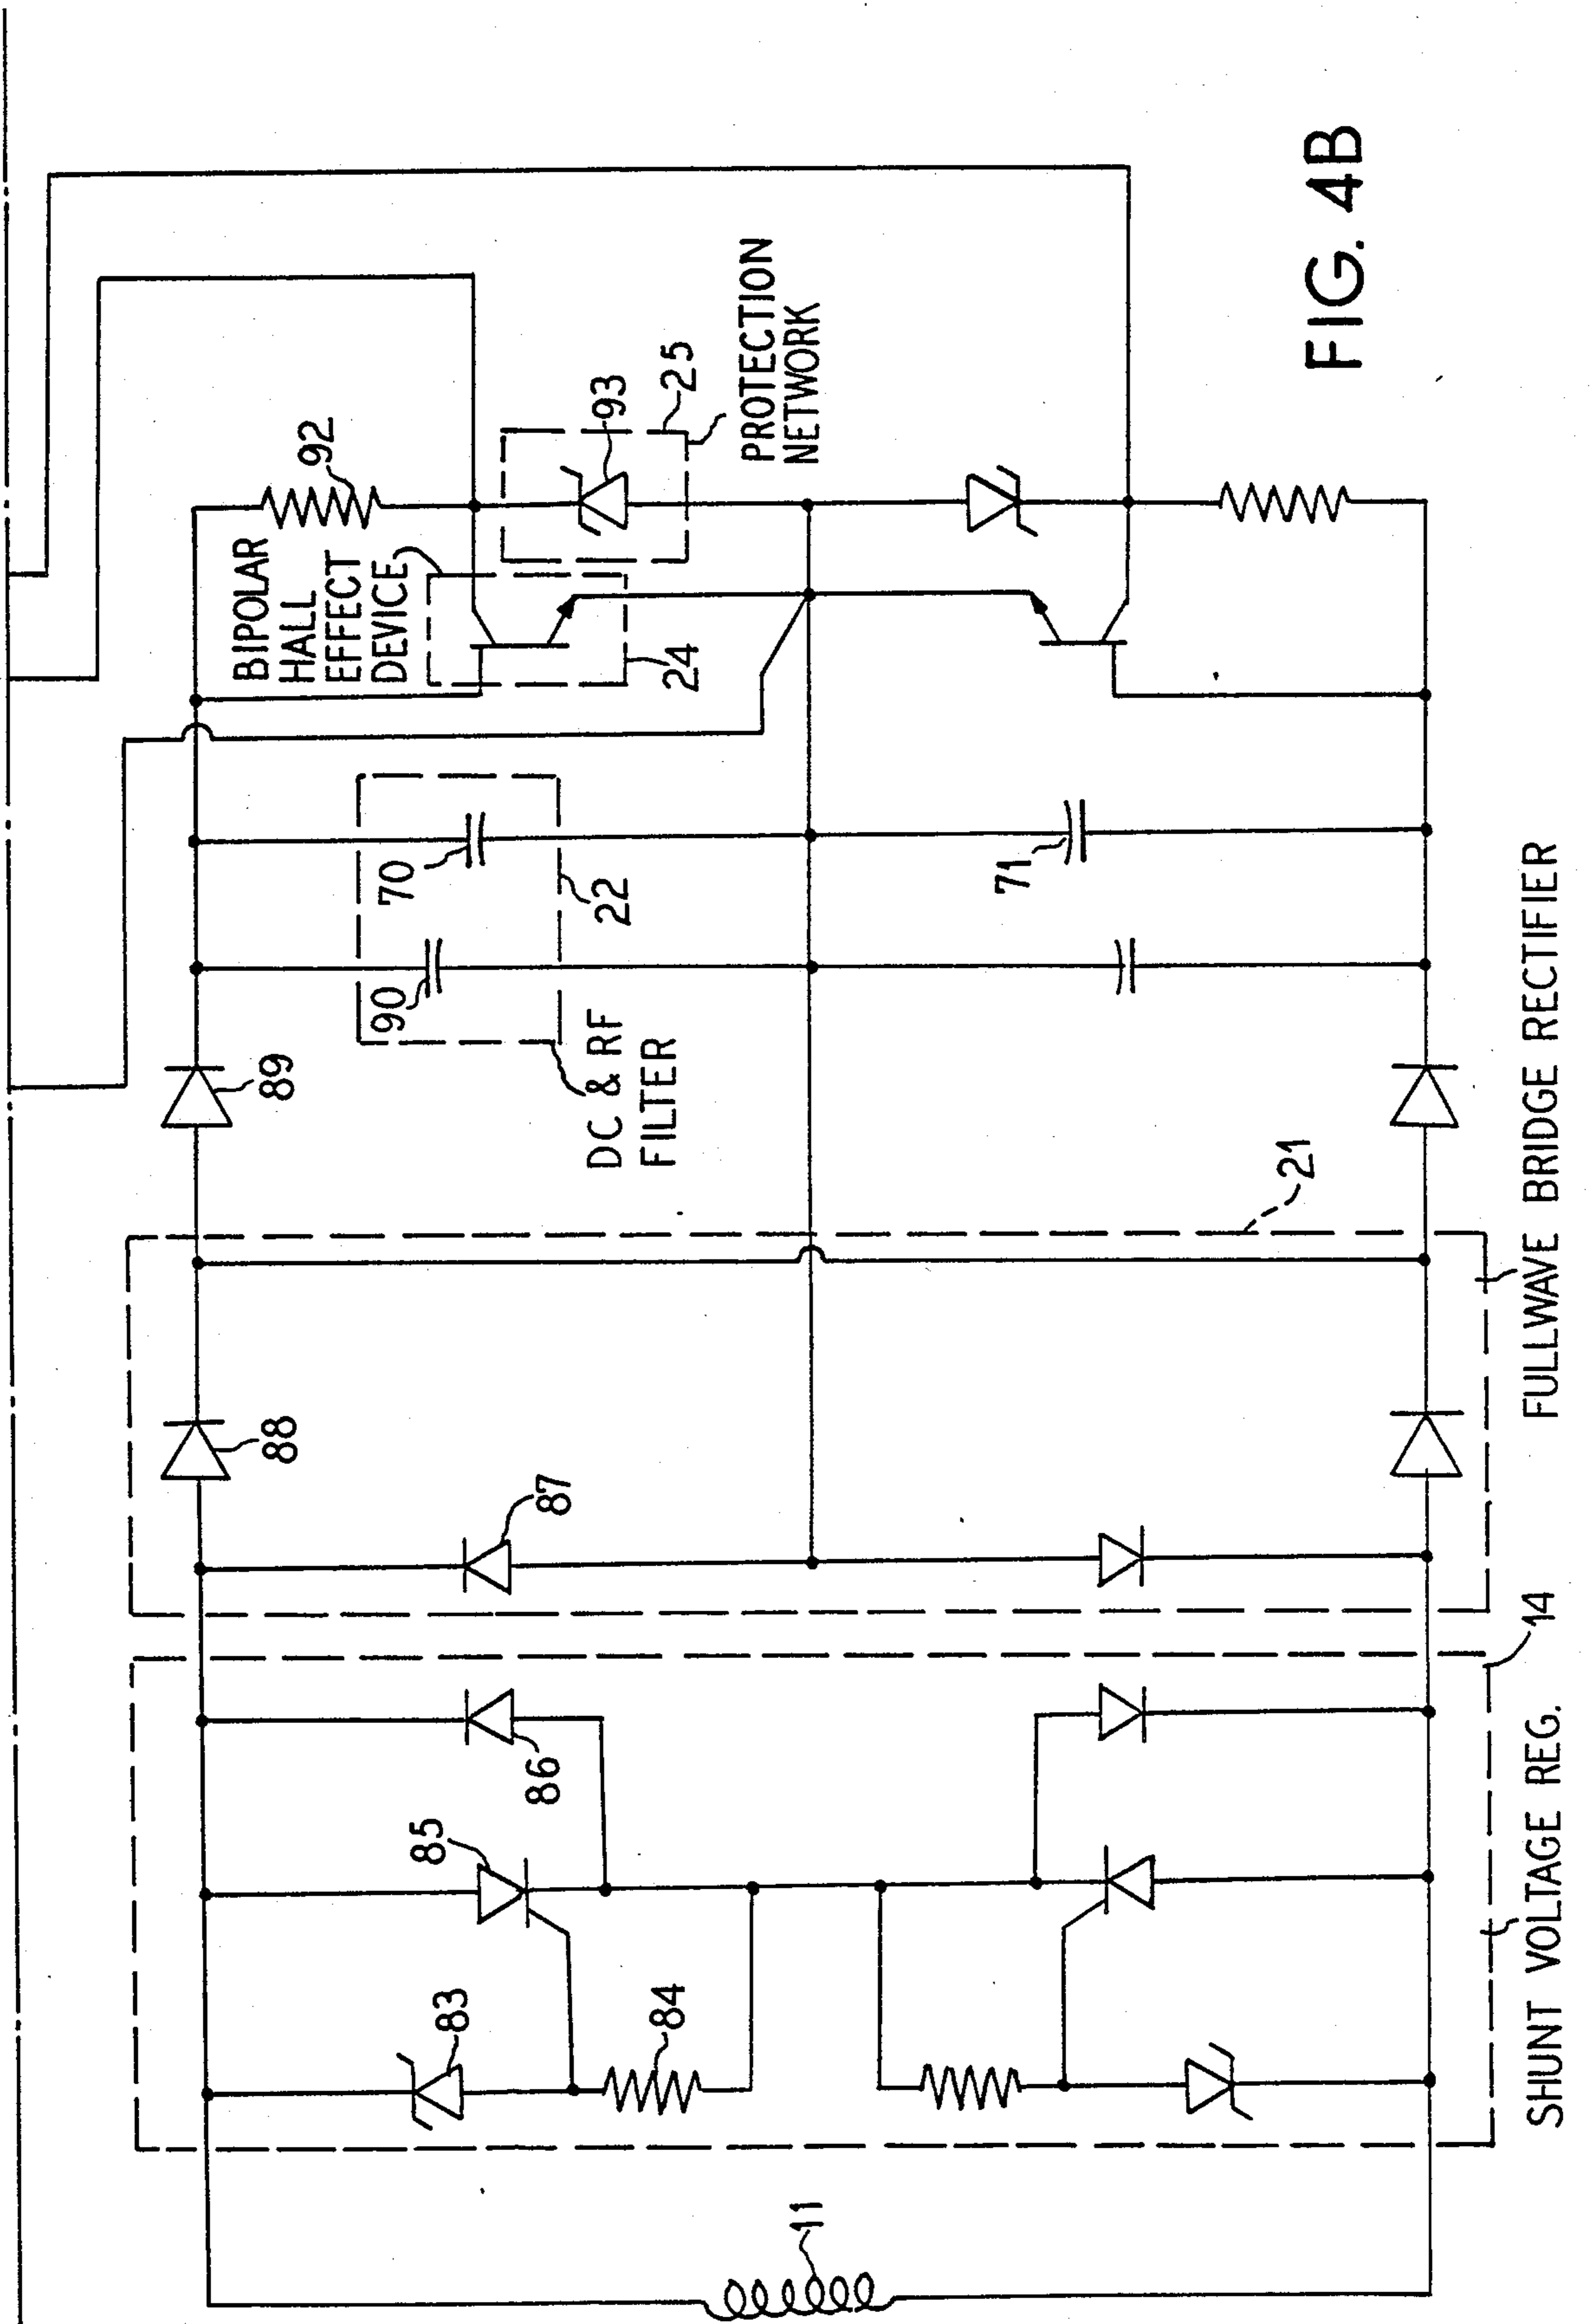 92
BIPOLAR
HALL
EFFECT
DEVICE
93
25
PROTECTION
NETWORK
24
FIG. 4B
70
22
90
71
DC & RF
FILTER
89
21
FULLWAVE BRIDGE RECTIFIER
88
87
14
86
85
83
84
SHUNT VOLTAGE REG.
11